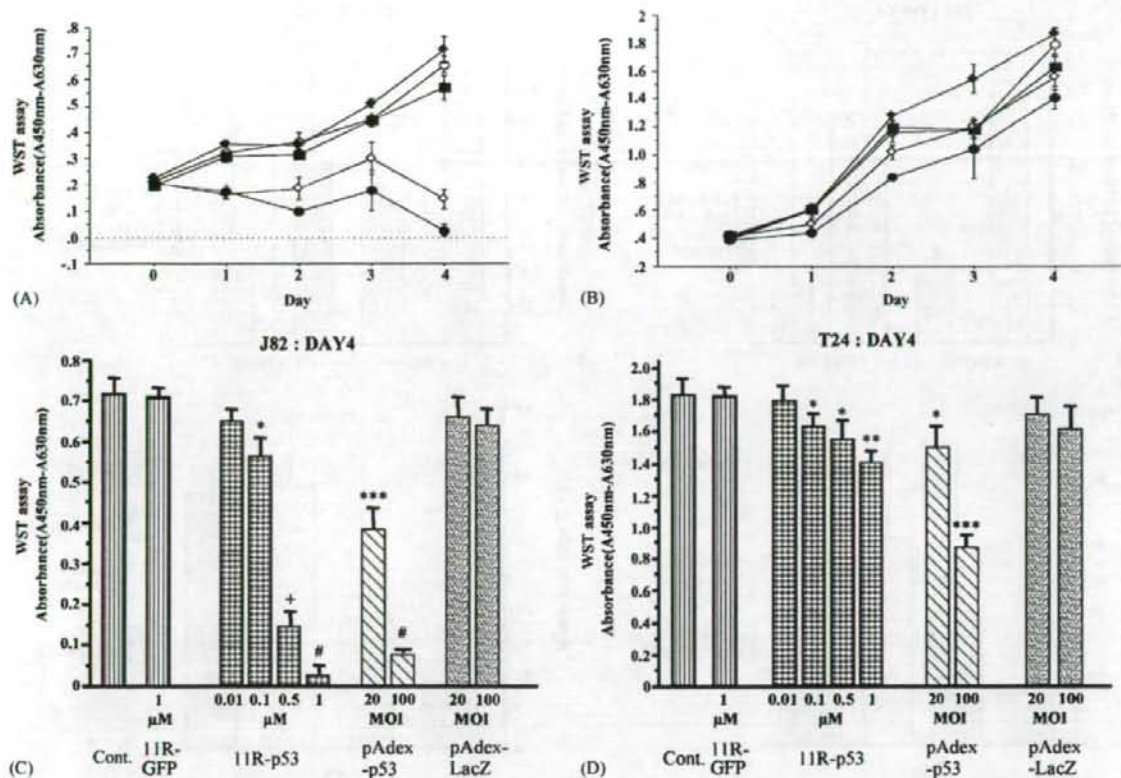 .8
.7
.6
.5
.4
.3
.2
.1
.0
-.1
WST assay
Absorbance(A450nm-A630nm)
0 1 2 3 4
Day
(A)
2
1.8
1.6
1.4
1.2
1.0
.8
.6
.4
.2
WST assay
Absorbance(A450nm-A630nm)
0 1 2 3 4
Day
(B)
J82 : DAY4
0.8
0.7
0.6
0.5
0.4
0.3
0.2
0.1
0
WST assay
Absorbance(A450nm-A630nm)
* + # *** #
1 0.01 0.1 0.5 1 20 100 20 100
µM µM MOI MOI
Cont. 11R-GFP 11R-p53 pAdex-p53 pAdex-LacZ
(C)
T24 : DAY4
2.0
1.8
1.6
1.4
1.2
1.0
0.8
0.6
0.4
0.2
0
WST assay
Absorbance(A450nm-A630nm)
* * ** * ***
1 0.01 0.1 0.5 1 20 100 20 100
µM µM MOI MOI
Cont. 11R-GFP 11R-p53 pAdex-p53 pAdex-LacZ
(D)